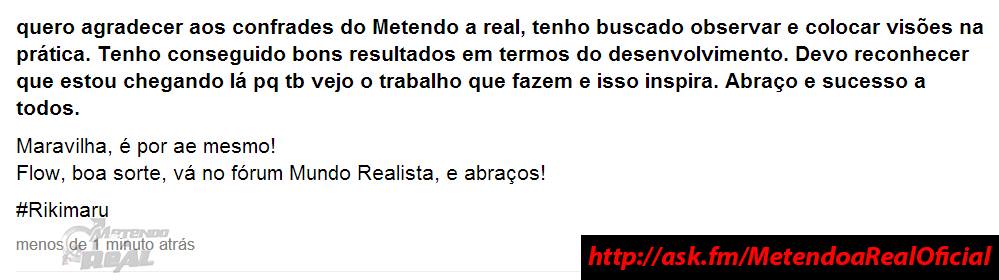 quero agradecer aos confrades do Metendo a real, tenho buscado observar e colocar visões na
prática. Tenho conseguido bons resultados em termos do desenvolvimento. Devo reconhecer
que estou chegando lá pq tb vejo o trabalho que fazem e isso inspira. Abraço e sucesso a
todos.
Maravilha, é por ae mesmo!
Flow, boa sorte, vá no fórum Mundo Realista, e abraços!
#Rikimaru
METENDO
menos de 1 minuto atrás
REAL
http://ask.fm/MetendoaRealOficial